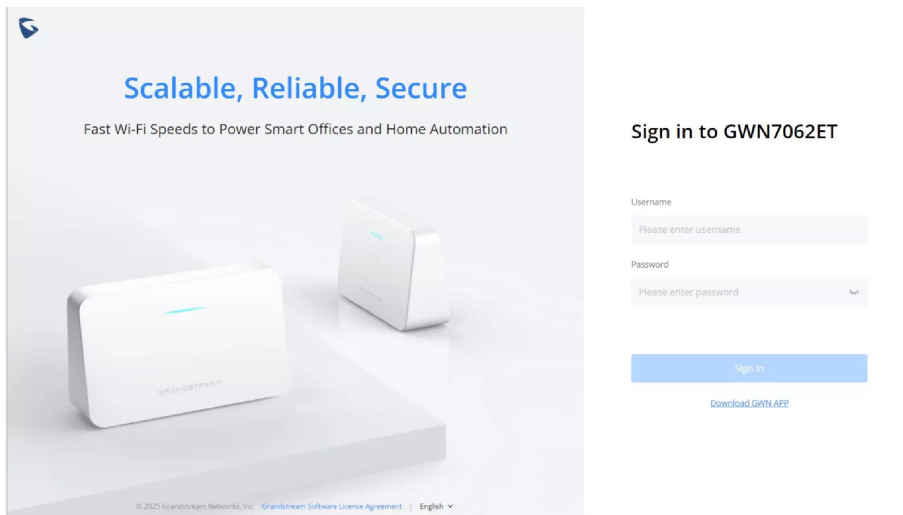 Scalable, Reliable, Secure
Fast Wi-Fi Speeds to Power Smart Offices and Home Automation
GRANDSTREAM
© 2025 Grandstream Networks, Inc. Grandstream Software License Agreement | English
Sign in to GWN7062ET
Username
Please enter username
Password
Please enter password
Sign In
Download GWN APP